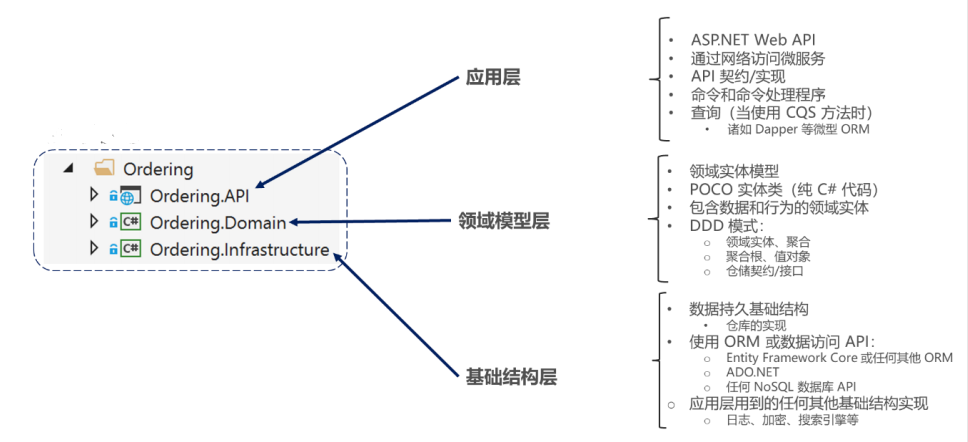 应用层
ASP.NET Web API
通过网络访问微服务
API 契约/实现
命令和命令处理程序
查询（当使用 CQS 方法时）
诸如 Dapper 等微型 ORM
Ordering
Ordering.API
Ordering.Domain
Ordering.Infrastructure
领域模型层
领域实体模型
POCO 实体类（纯 C# 代码）
包含数据和行为的领域实体
DDD 模式：
领域实体、聚合
聚合根、值对象
仓储契约/接口
基础结构层
数据持久基础结构
仓库的实现
使用 ORM 或数据访问 API：
Entity Framework Core 或任何其他 ORM
ADO.NET
任何 NoSQL 数据库 API
应用层用到的任何其他基础结构实现
日志、加密、搜索引擎等